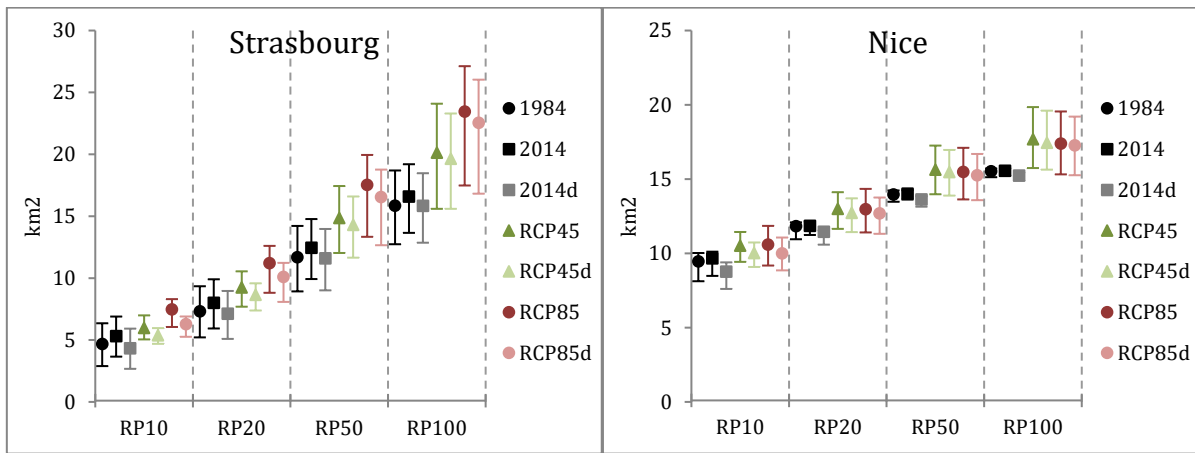 Strasbourg
km2
30
25
20
15
10
5
0
RP10 RP20 RP50 RP100
1984
2014
2014d
RCP45
RCP45d
RCP85
RCP85d
Nice
km2
25
20
15
10
5
0
RP10 RP20 RP50 RP100
1984
2014
2014d
RCP45
RCP45d
RCP85
RCP85d